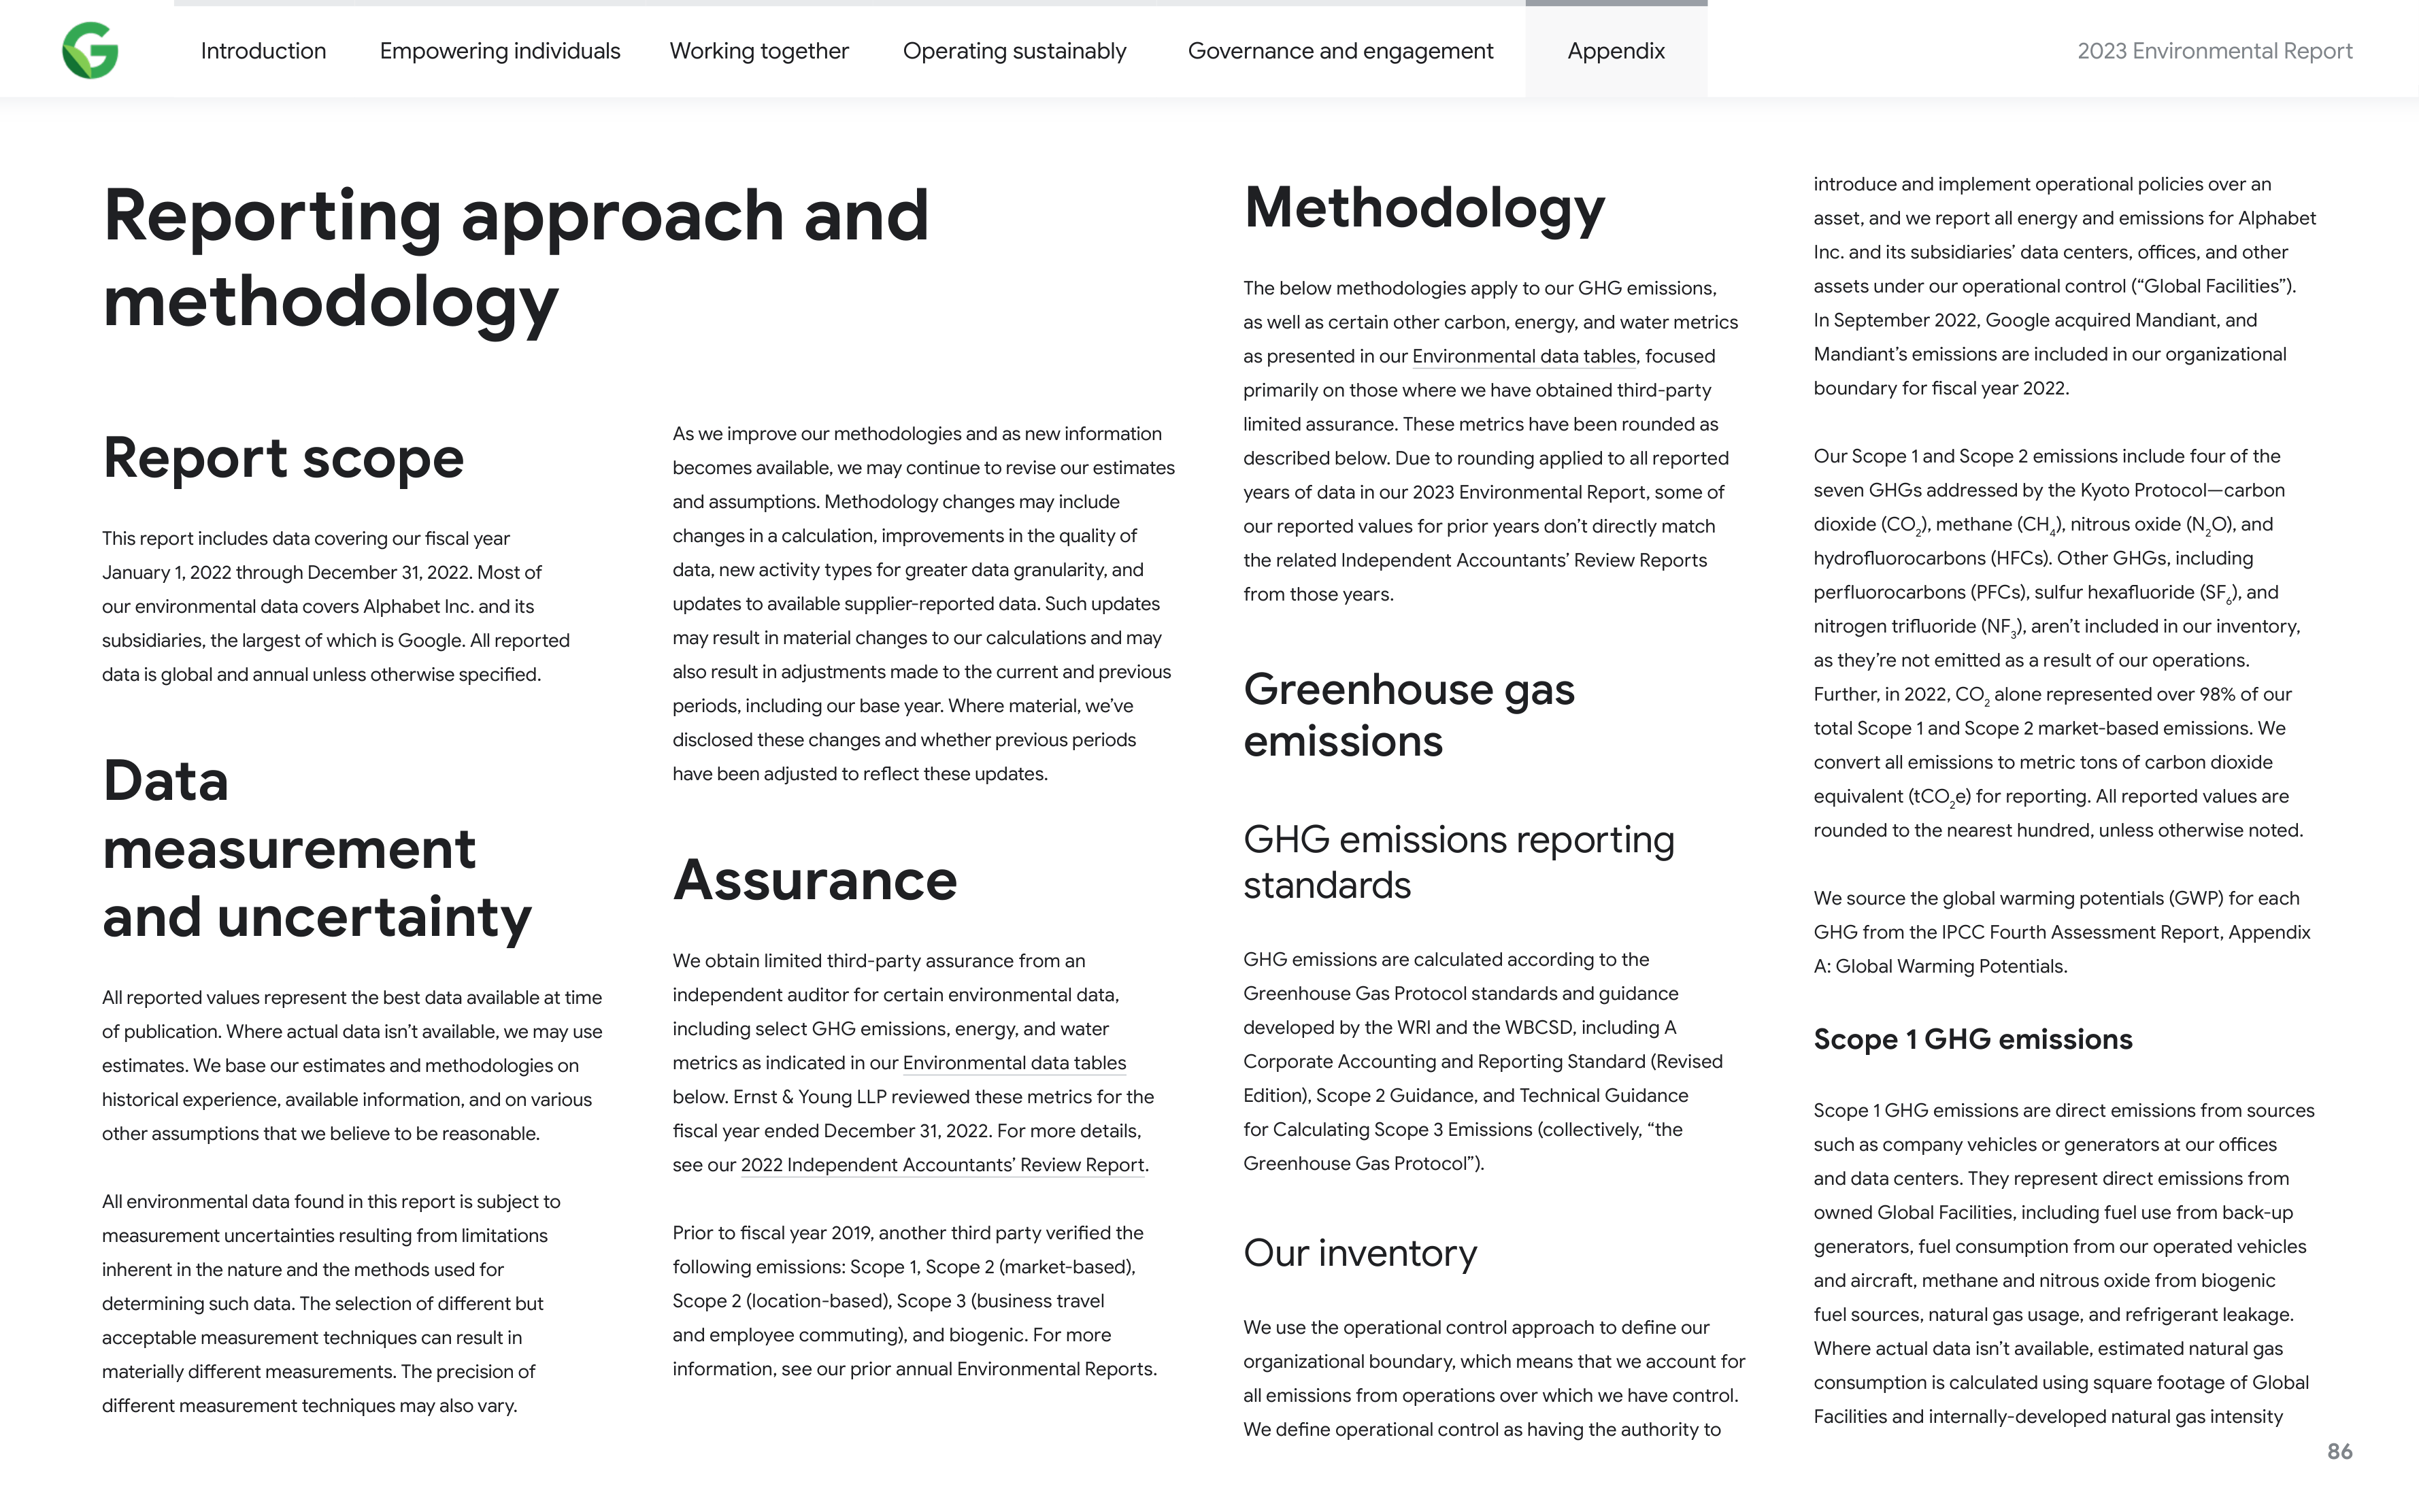 Introduction
Empowering individuals
Working together
Operating sustainably
Governance and engagement
Appendix
2023 Environmental Report
Reporting approach and
methodology
Report scope
This report includes data covering our fiscal year
January 1, 2022 through December 31, 2022. Most of
our environmental data covers Alphabet Inc. and its
subsidiaries, the largest of which is Google. All reported
data is global and annual unless otherwise specified.
Data
measurement
and uncertainty
All reported values represent the best data available at time
of publication. Where actual data isn’t available, we may use
estimates. We base our estimates and methodologies on
historical experience, available information, and on various
other assumptions that we believe to be reasonable.
All environmental data found in this report is subject to
measurement uncertainties resulting from limitations
inherent in the nature and the methods used for
determining such data. The selection of different but
acceptable measurement techniques can result in
materially different measurements. The precision of
different measurement techniques may also vary.
As we improve our methodologies and as new information
becomes available, we may continue to revise our estimates
and assumptions. Methodology changes may include
changes in a calculation, improvements in the quality of
data, new activity types for greater data granularity, and
updates to available supplier-reported data. Such updates
may result in material changes to our calculations and may
also result in adjustments made to the current and previous
periods, including our base year. Where material, we’ve
disclosed these changes and whether previous periods
have been adjusted to reflect these updates.
Assurance
We obtain limited third-party assurance from an
independent auditor for certain environmental data,
including select GHG emissions, energy, and water
metrics as indicated in our Environmental data tables
below. Ernst & Young LLP reviewed these metrics for the
fiscal year ended December 31, 2022. For more details,
see our 2022 Independent Accountants’ Review Report.
Prior to fiscal year 2019, another third party verified the
following emissions: Scope 1, Scope 2 (market-based),
Scope 2 (location-based), Scope 3 (business travel
and employee commuting), and biogenic. For more
information, see our prior annual Environmental Reports.
Methodology
The below methodologies apply to our GHG emissions,
as well as certain other carbon, energy, and water metrics
as presented in our Environmental data tables, focused
primarily on those where we have obtained third-party
limited assurance. These metrics have been rounded as
described below. Due to rounding applied to all reported
years of data in our 2023 Environmental Report, some of
our reported values for prior years don’t directly match
the related Independent Accountants’ Review Reports
from those years.
Greenhouse gas
emissions
GHG emissions reporting
standards
GHG emissions are calculated according to the
Greenhouse Gas Protocol standards and guidance
developed by the WRI and the WBCSD, including A
Corporate Accounting and Reporting Standard (Revised
Edition), Scope 2 Guidance, and Technical Guidance
for Calculating Scope 3 Emissions (collectively, “the
Greenhouse Gas Protocol”).
Our inventory
We use the operational control approach to define our
organizational boundary, which means that we account for
all emissions from operations over which we have control.
We define operational control as having the authority to
introduce and implement operational policies over an
asset, and we report all energy and emissions for Alphabet
Inc. and its subsidiaries’ data centers, offices, and other
assets under our operational control (“Global Facilities”).
In September 2022, Google acquired Mandiant, and
Mandiant’s emissions are included in our organizational
boundary for fiscal year 2022.
Our Scope 1 and Scope 2 emissions include four of the
seven GHGs addressed by the Kyoto Protocol—carbon
dioxide (CO₂), methane (CH₄), nitrous oxide (N₂O), and
hydrofluorocarbons (HFCs). Other GHGs, including
perfluorocarbons (PFCs), sulfur hexafluoride (SF₆), and
nitrogen trifluoride (NF₃), aren’t included in our inventory,
as they’re not emitted as a result of our operations.
Further, in 2022, CO₂ alone represented over 98% of our
total Scope 1 and Scope 2 market-based emissions. We
convert all emissions to metric tons of carbon dioxide
equivalent (tCO₂e) for reporting. All reported values are
rounded to the nearest hundred, unless otherwise noted.
We source the global warming potentials (GWP) for each
GHG from the IPCC Fourth Assessment Report, Appendix
A: Global Warming Potentials.
Scope 1 GHG emissions
Scope 1 GHG emissions are direct emissions from sources
such as company vehicles or generators at our offices
and data centers. They represent direct emissions from
owned Global Facilities, including fuel use from back-up
generators, fuel consumption from our operated vehicles
and aircraft, methane and nitrous oxide from biogenic
fuel sources, natural gas usage, and refrigerant leakage.
Where actual data isn’t available, estimated natural gas
consumption is calculated using square footage of Global
Facilities and internally-developed natural gas intensity
86